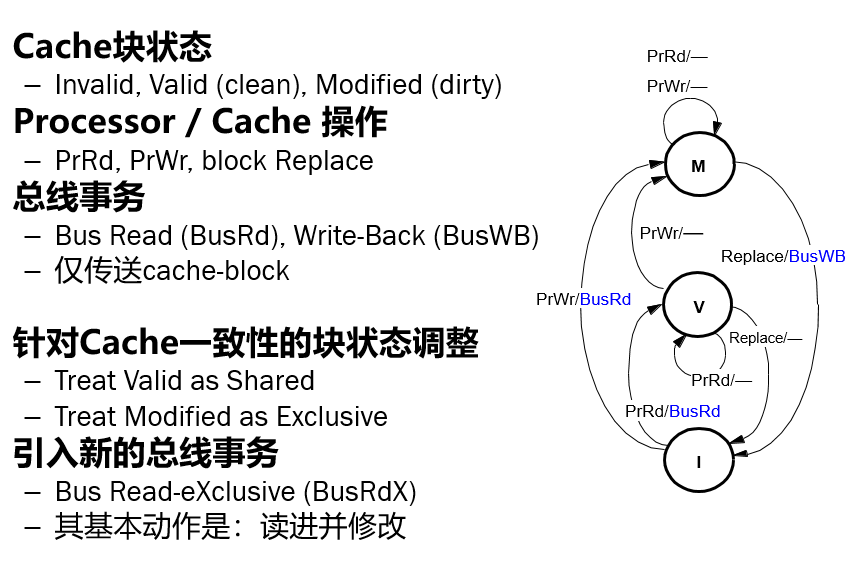 Cache块状态
– Invalid, Valid (clean), Modified (dirty)
Processor / Cache 操作
– PrRd, PrWr, block Replace
总线事务
– Bus Read (BusRd), Write-Back (BusWB)
– 仅传送cache-block
针对Cache一致性的块状态调整
– Treat Valid as Shared
– Treat Modified as Exclusive
引入新的总线事务
– Bus Read-eXclusive (BusRdX)
– 其基本动作是：读进并修改
PrRd/—
PrWr/—
M
PrWr/—
Replace/BusWB
PrWr/BusRd
V
Replace/—
PrRd/—
PrRd/BusRd
I